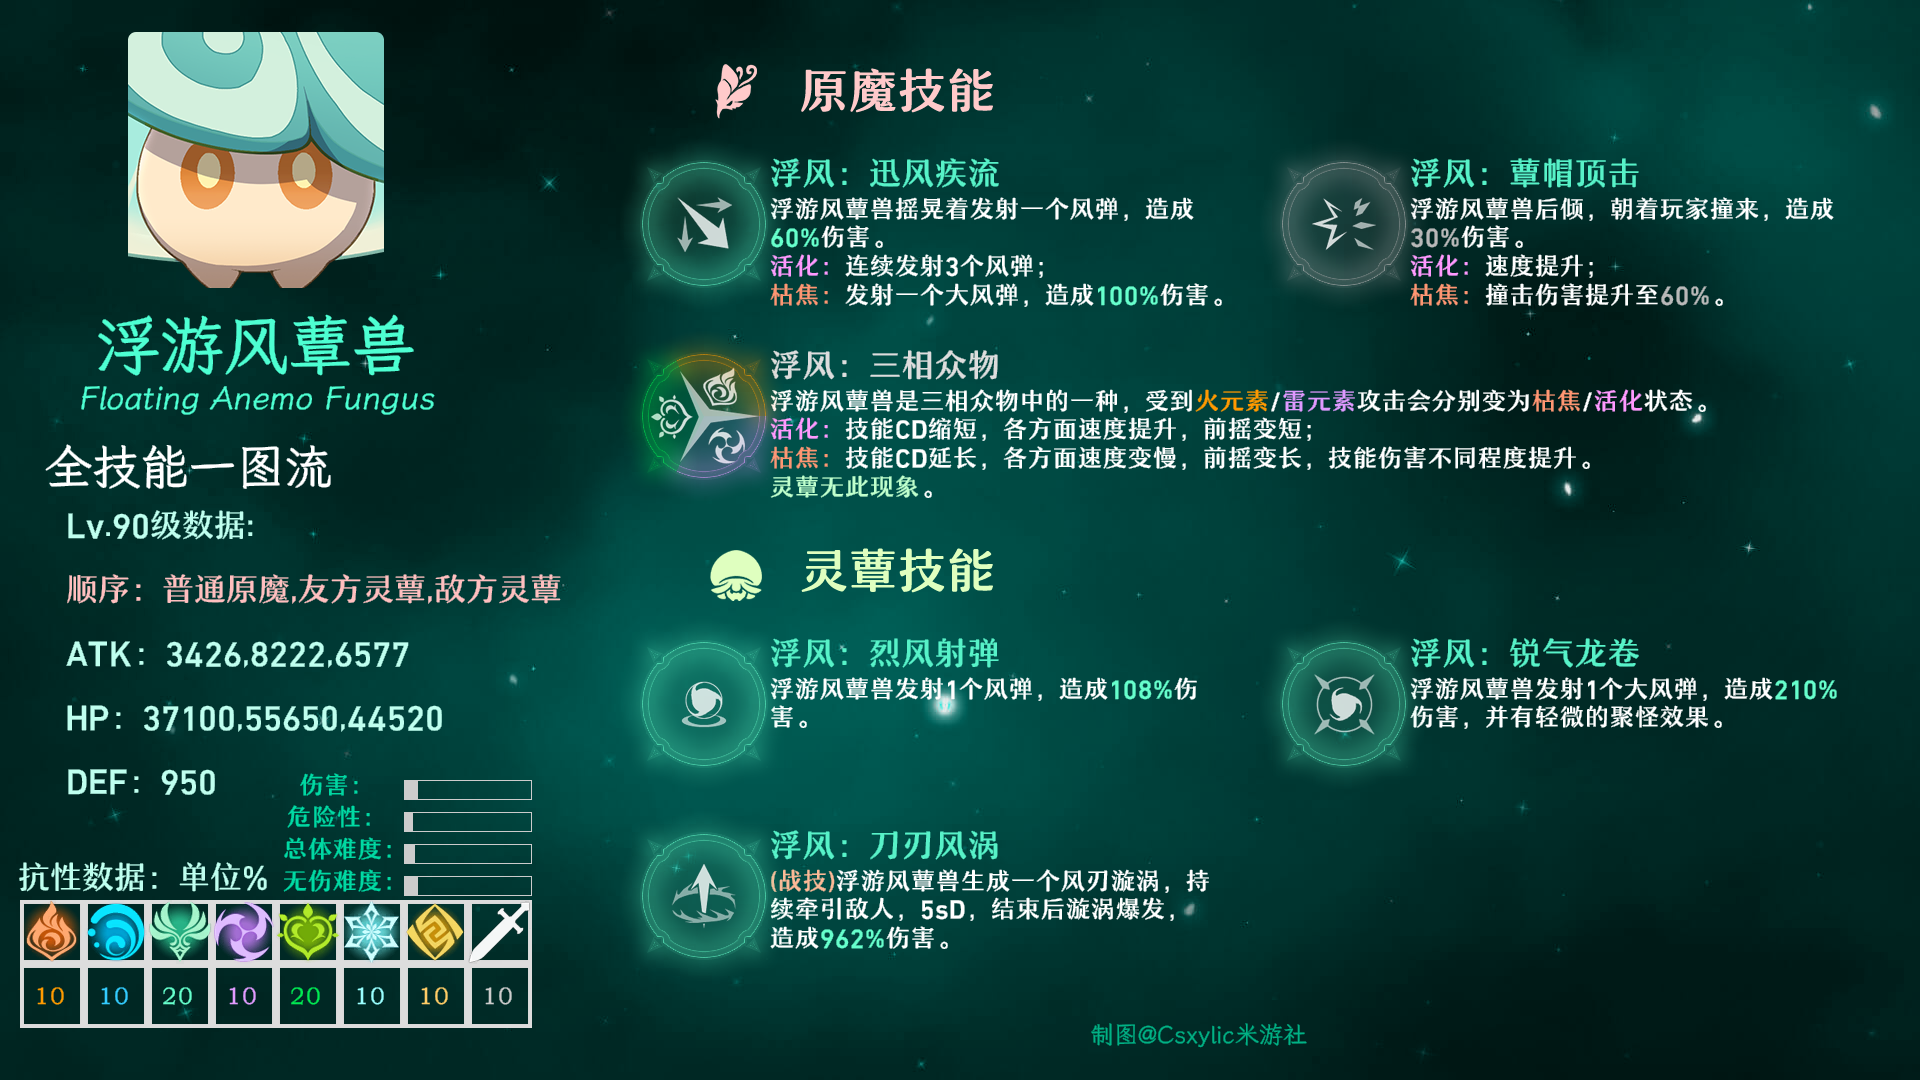 浮游风蕈兽
Floating Anemo Fungus
全技能一图流
Lv.90级数据:
顺序：普通原魔,友方灵蕈,敌方灵蕈
ATK：3426,8222,6577
HP：37100,55650,44520
DEF：950
伤害：
危险性：
总体难度：
无伤难度：
抗性数据：单位%
10 10 20 10 20 10 10 10
原魔技能
浮风：迅风疾流
浮游风蕈兽摇晃着发射一个风弹，造成
60%伤害。
活化：连续发射3个风弹；
枯焦：发射一个大风弹，造成100%伤害。
浮风：蕈帽顶击
浮游风蕈兽后倾，朝着玩家撞来，造成
30%伤害。
活化：速度提升；
枯焦：撞击伤害提升至60%。
浮风：三相众物
浮游风蕈兽是三相众物中的一种，受到火元素/雷元素攻击会分别变为枯焦/活化状态。
活化：技能CD缩短，各方面速度提升，前摇变短；
枯焦：技能CD延长，各方面速度变慢，前摇变长，技能伤害不同程度提升。
灵蕈无此现象。
灵蕈技能
浮风：烈风射弹
浮游风蕈兽发射1个风弹，造成108%伤
害。
浮风：锐气龙卷
浮游风蕈兽发射1个大风弹，造成210%
伤害，并有轻微的聚怪效果。
浮风：刀刃风涡
(战技)浮游风蕈兽生成一个风刃漩涡，持
续牵引敌人，5sD，结束后漩涡爆发，
造成962%伤害。
制图@Csxylic米游社